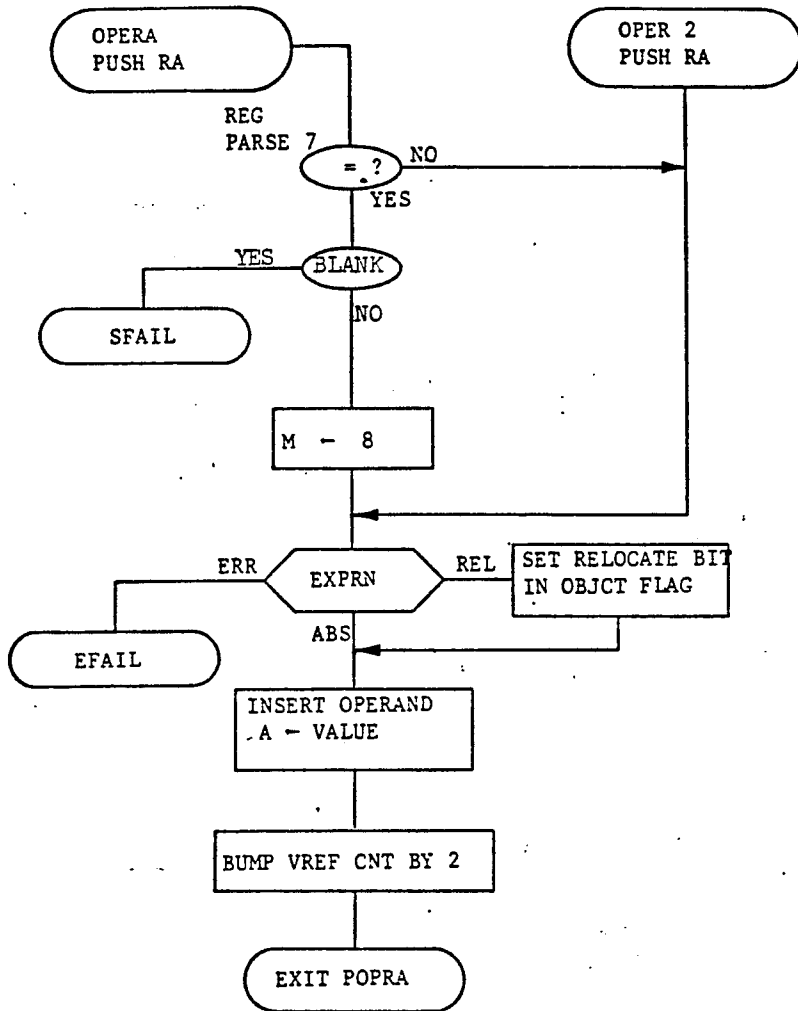 OPERA
PUSH RA
OPER 2
PUSH RA
REG
PARSE 7
= ?
NO
YES
YES
BLANK
NO
SFAIL
M ← 8
ERR
EXPRN
REL
SET RELOCATE BIT
IN OBJCT FLAG
EFAIL
ABS
INSERT OPERAND
A ← VALUE
BUMP VREF CNT BY 2
EXIT POPRA